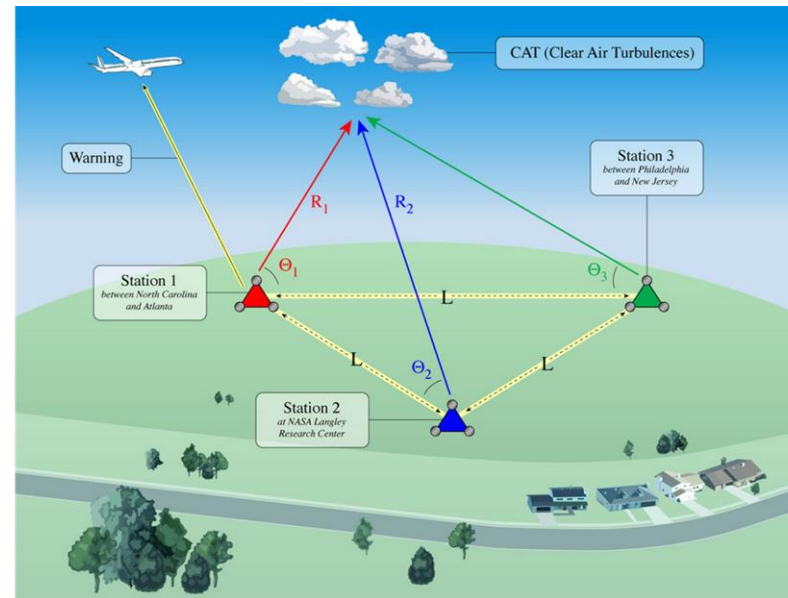 CAT (Clear Air Turbulences)
Warning
Station 3
between Philadelphia
and New Jersey
R₁
R₂
Θ₁
Θ₃
Station 1
between North Carolina
and Atlanta
L
L
L
Θ₂
Station 2
at NASA Langley
Research Center